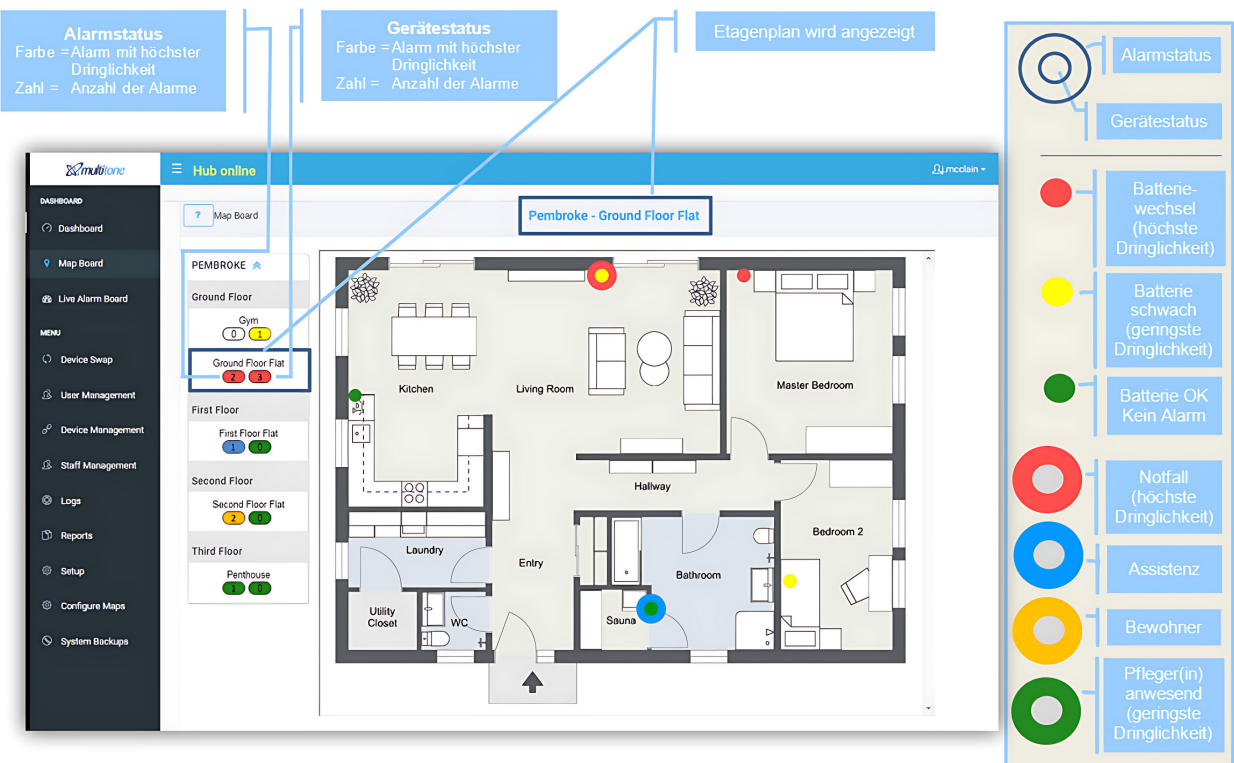 Alarmstatus
Farbe = Alarm mit höchster
Dringlichkeit
Zahl = Anzahl der Alarme
Gerätestatus
Farbe = Alarm mit höchster
Dringlichkeit
Zahl = Anzahl der Alarme
Etagenplan wird angezeigt
Alarmstatus
Gerätestatus
Batterie-
wechsel
(höchste
Dringlichkeit)
Batterie
schwach
(geringste
Dringlichkeit)
Batterie OK
Kein Alarm
Notfall
(höchste
Dringlichkeit)
Assistenz
Bewohner
Pfleger(in)
anwesend
(geringste
Dringlichkeit)
multitone
Hub online
j.mcclain
DASHBOARD
Dashboard
Map Board
Live Alarm Board
MENU
Device Swap
User Management
Device Management
Staff Management
Logs
Reports
Setup
Configure Maps
System Backups
? Map Board
Pembroke - Ground Floor Flat
PEMBROKE
Ground Floor
Gym
0 1
Ground Floor Flat
2 3
First Floor
First Floor Flat
1 0
Second Floor
Second Floor Flat
2 0
Third Floor
Penthouse
1 0
Kitchen
Living Room
Master Bedroom
Hallway
Bedroom 2
Laundry
Entry
Bathroom
Utility
Closet
WC
Sauna